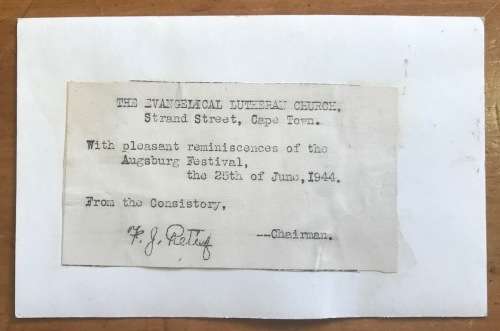 THE EVANGELICAL LUTHERAN CHURCH,
Strand Street, Cape Town.
With pleasant reminiscences of the
Augsburg Festival,
the 25th of June,1944.
From the Consistory,
F. J. Retief --Chairman.